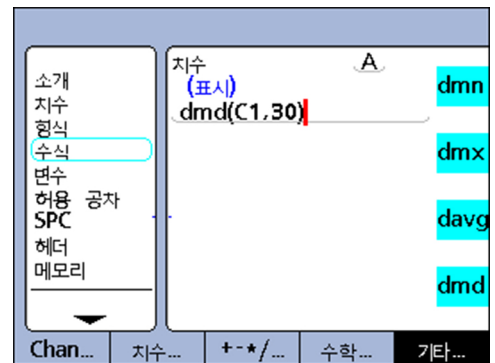 소개
치수
형식
수식
변수
허용 공차
SPC
헤더
메모리
치수
A
(표시)
dmd(C1,30)
dmn
dmx
davg
dmd
Chan...
치수...
+-*/...
수학...
기타...